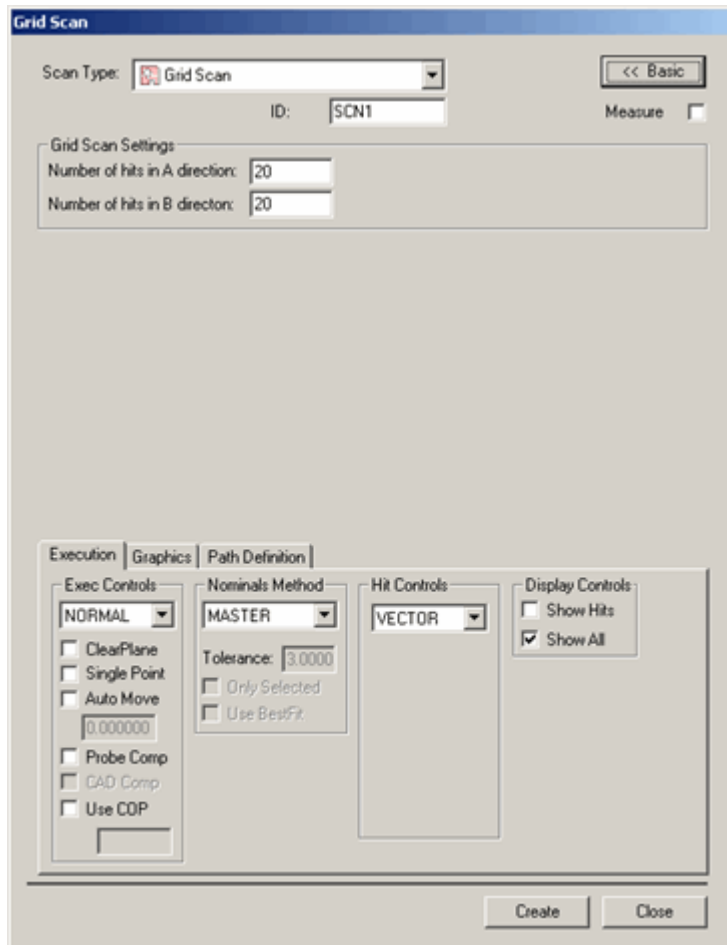 Grid Scan
Scan Type: Grid Scan << Basic
ID: SCN1 Measure
Grid Scan Settings
Number of hits in A direction: 20
Number of hits in B directon: 20
Execution Graphics Path Definition
Exec Controls Nominals Method Hit Controls Display Controls
NORMAL MASTER VECTOR Show Hits
Show All
ClearPlane
Single Point Tolerance: 3.0000
Auto Move Only Selected
0.000000 Use BestFit
Probe Comp
CAD Comp
Use COP
Create Close